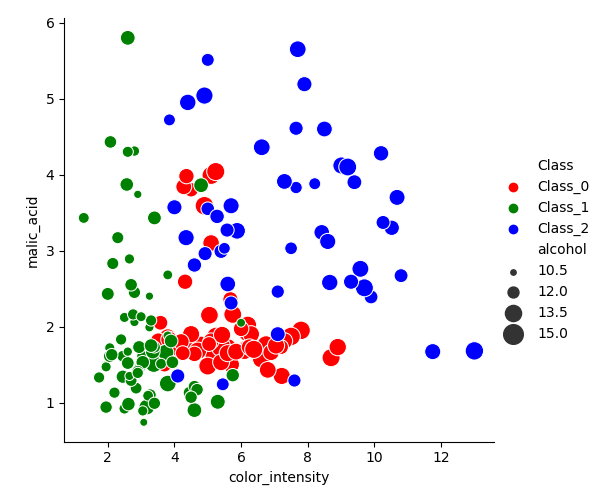 6
5
4
3
2
1
malic_acid
2
4
6
8
10
12
color_intensity
Class
Class_0
Class_1
Class_2
alcohol
10.5
12.0
13.5
15.0